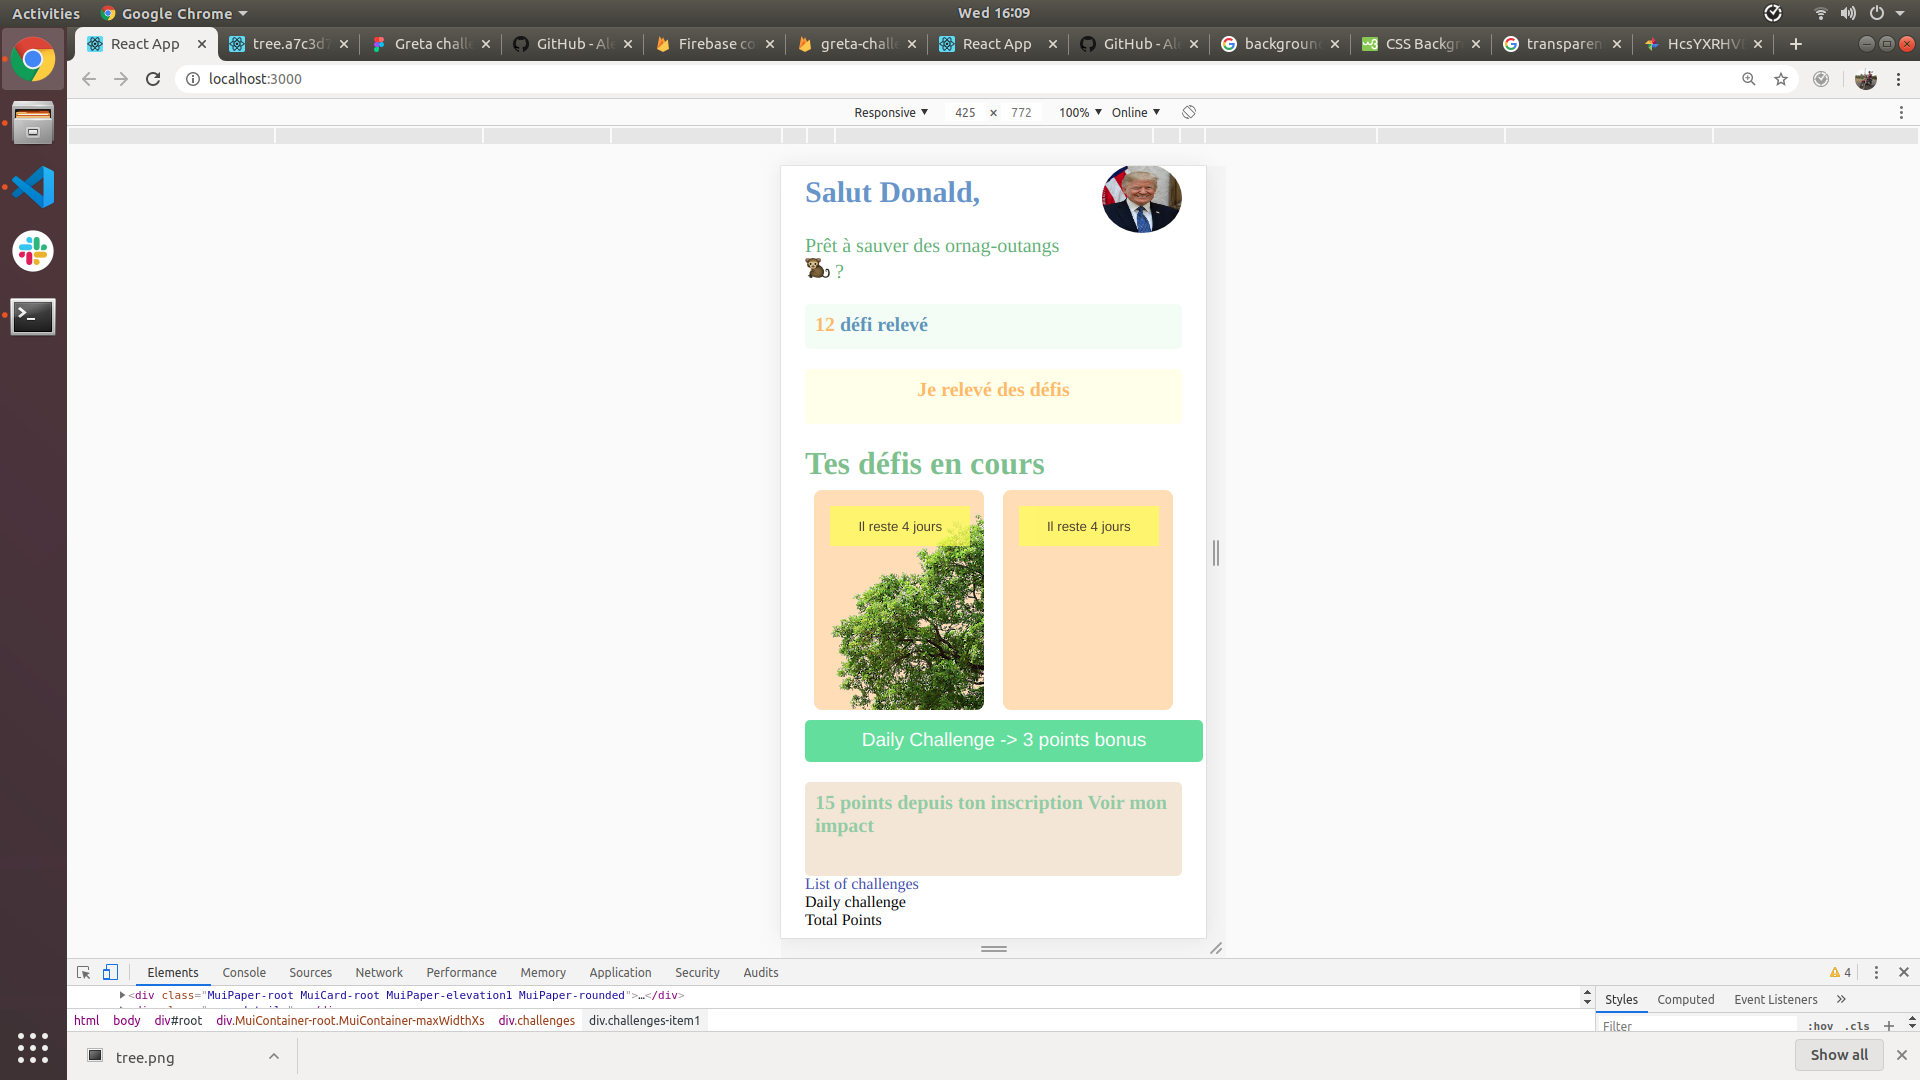 Activities
Google Chrome
Wed 16:09
React App
tree.a7c3d7
Greta chall
GitHub - Ale
Firebase co
greta-chall
React App
GitHub - Ale
background
CSS Backgr
transparen
HcsYXRHV
localhost:3000
Responsive ▼ 425 × 772 100% ▼ Online ▼
Salut Donald,
Prêt à sauver des ornag-outangs
🐒 ?
12 défi relevé
Je relevé des défis
Tes défis en cours
Il reste 4 jours
Il reste 4 jours
Daily Challenge -> 3 points bonus
15 points depuis ton inscription Voir mon
impact
List of challenges
Daily challenge
Total Points
Elements Console Sources Network Performance Memory Application Security Audits
4
<div class="MuiPaper-root MuiCard-root MuiPaper-elevation1 MuiPaper-rounded">…</div>
Styles Computed Event Listeners »
html body div#root div.MuiContainer-root.MuiContainer-maxWidthXs div.challenges div.challenges-item1
Filter :hov .cls +
tree.png
Show all